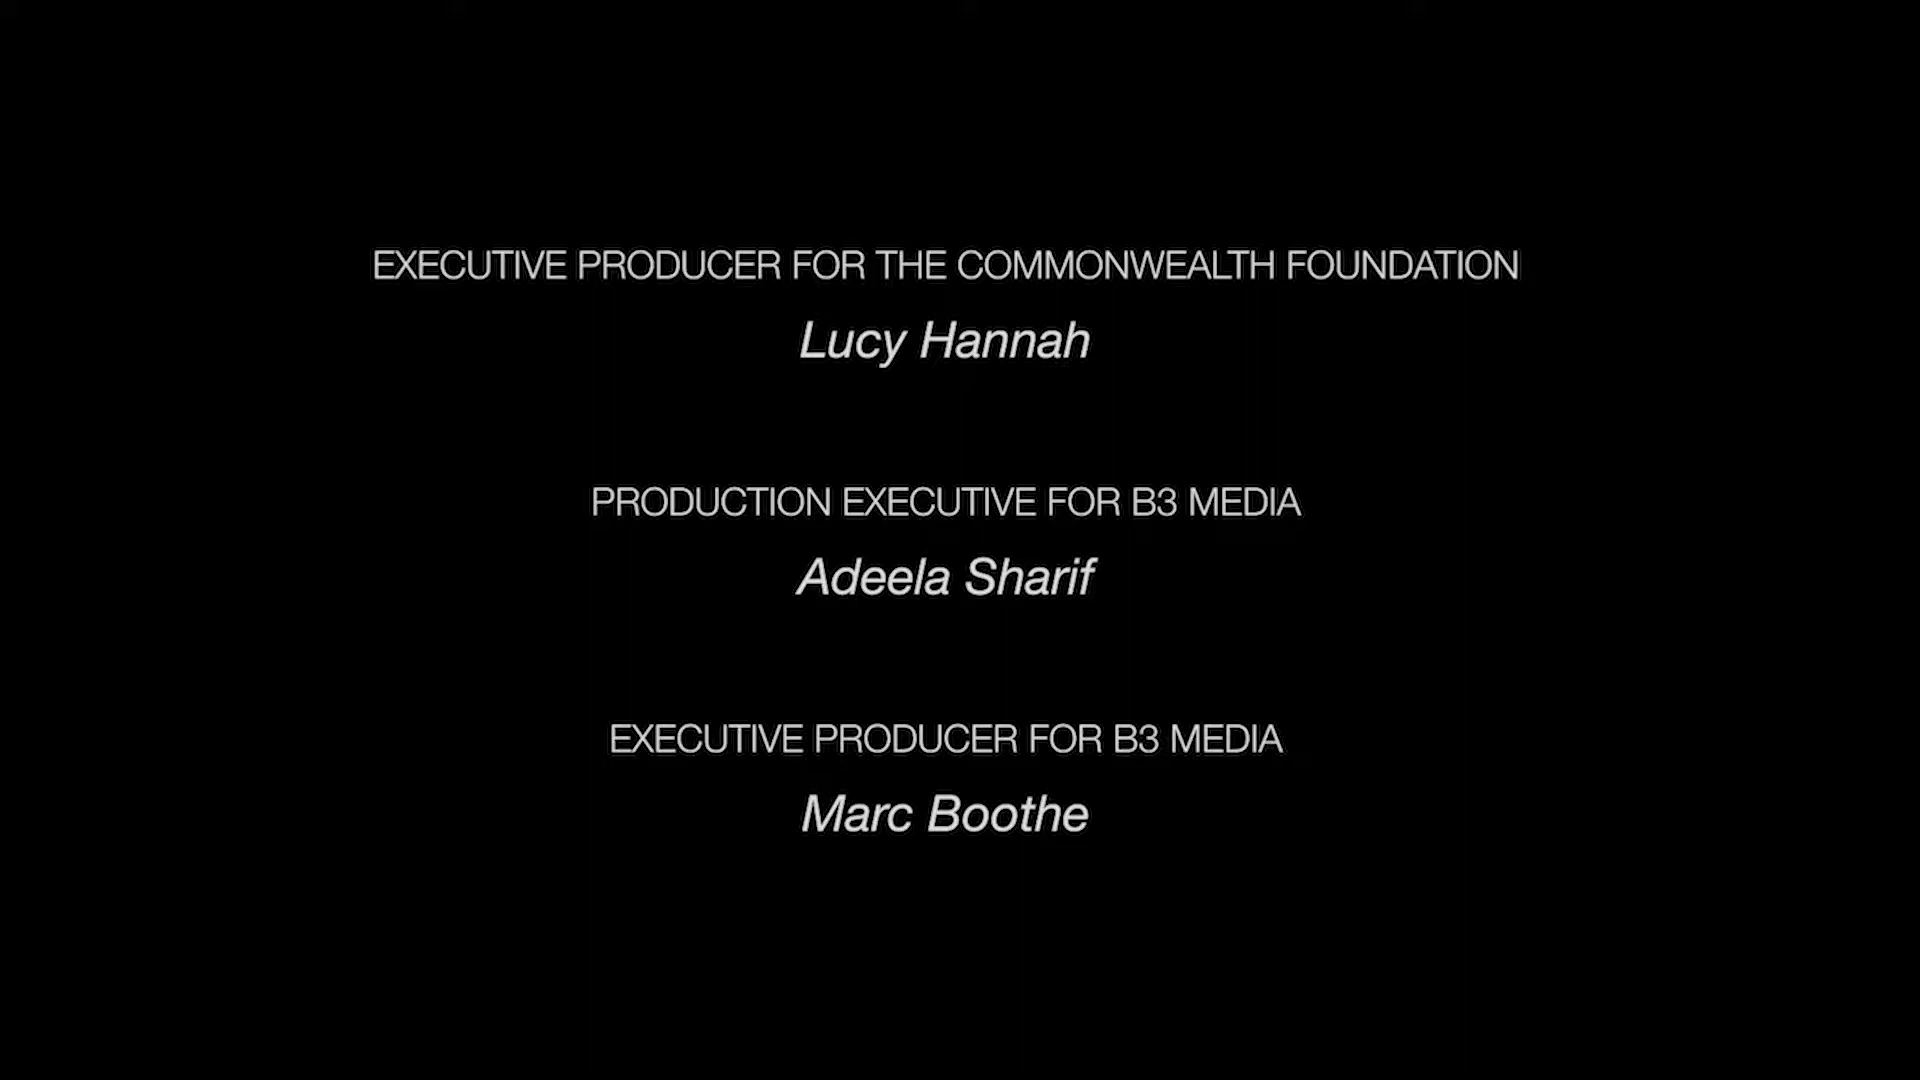 EXECUTIVE PRODUCER FOR THE COMMONWEALTH FOUNDATION
Lucy Hannah
PRODUCTION EXECUTIVE FOR B3 MEDIA
Adeela Sharif
EXECUTIVE PRODUCER FOR B3 MEDIA
Marc Boothe